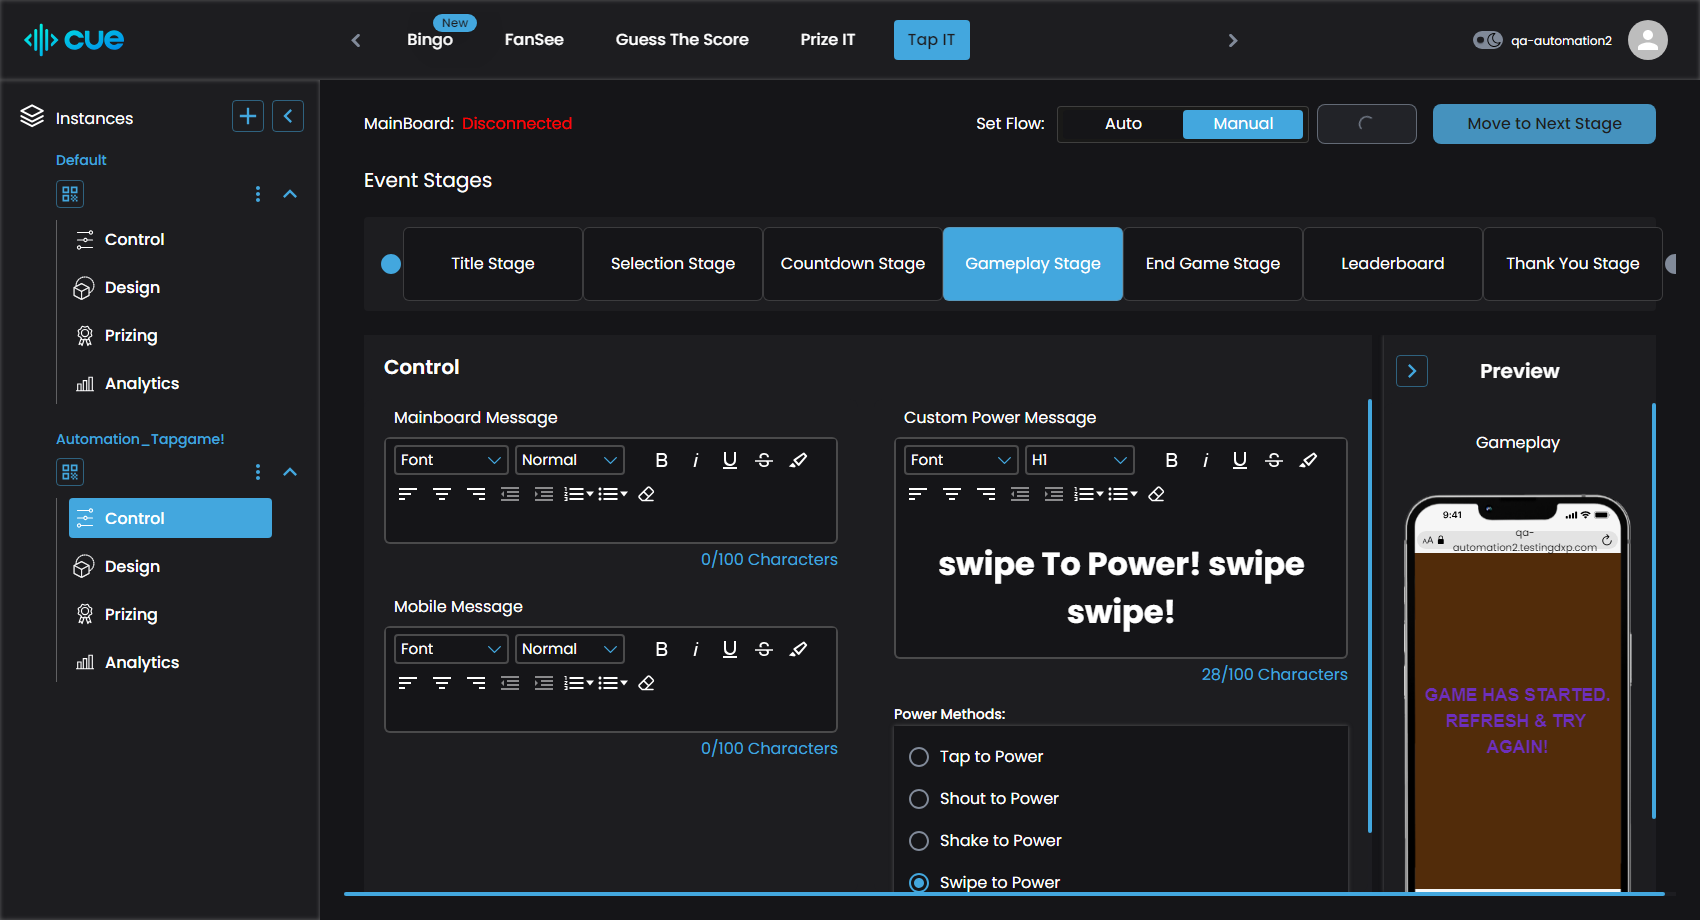 cue
New
Bingo
FanSee
Guess The Score
Prize IT
Tap IT
qa-automation2
Instances
Default
Control
Design
Prizing
Analytics
Automation_Tapgame!
Control
Design
Prizing
Analytics
MainBoard: Disconnected
Set Flow:
Auto
Manual
Move to Next Stage
Event Stages
Title Stage
Selection Stage
Countdown Stage
Gameplay Stage
End Game Stage
Leaderboard
Thank You Stage
Control
Mainboard Message
Font
Normal
B i U S
0/100 Characters
Mobile Message
Font
Normal
B i U S
0/100 Characters
Custom Power Message
Font
H1
B i U S
swipe To Power! swipe
swipe!
28/100 Characters
Power Methods:
Tap to Power
Shout to Power
Shake to Power
Swipe to Power
Preview
Gameplay
9:41
AA
qa-
automation2.testingdxp.com
GAME HAS STARTED.
REFRESH & TRY
AGAIN!